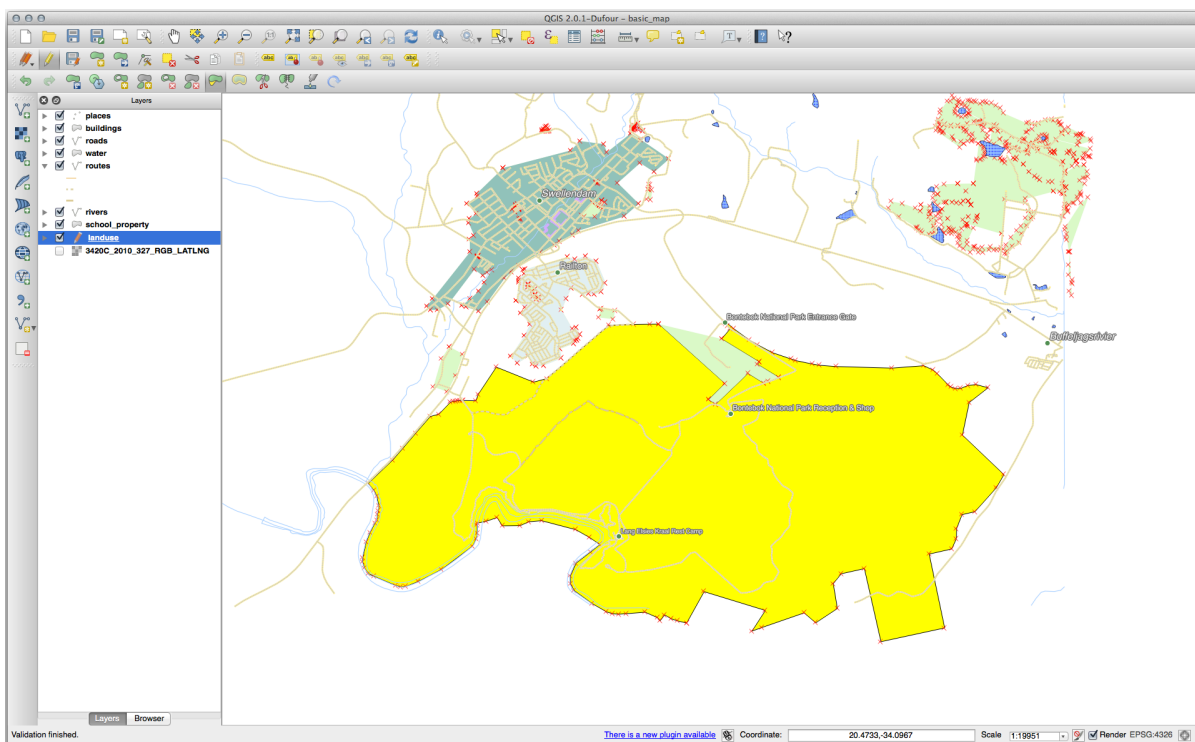 QGIS 2.0.1-Dufour - basic_map
Layers
places
buildings
roads
water
routes
rivers
school_property
landuse
3420C_2010_327_RGB_LATLNG
Swellendam
Railton
Bontebok National Park Entrance Gate
Buffeljagsrivier
Bontebok National Park Reception & Shop
Lang Elsies Kraal Rest Camp
Layers Browser
Validation finished. There is a new plugin available Coordinate: 20.4733,-34.0967 Scale 1:19951 Render EPSG:4326